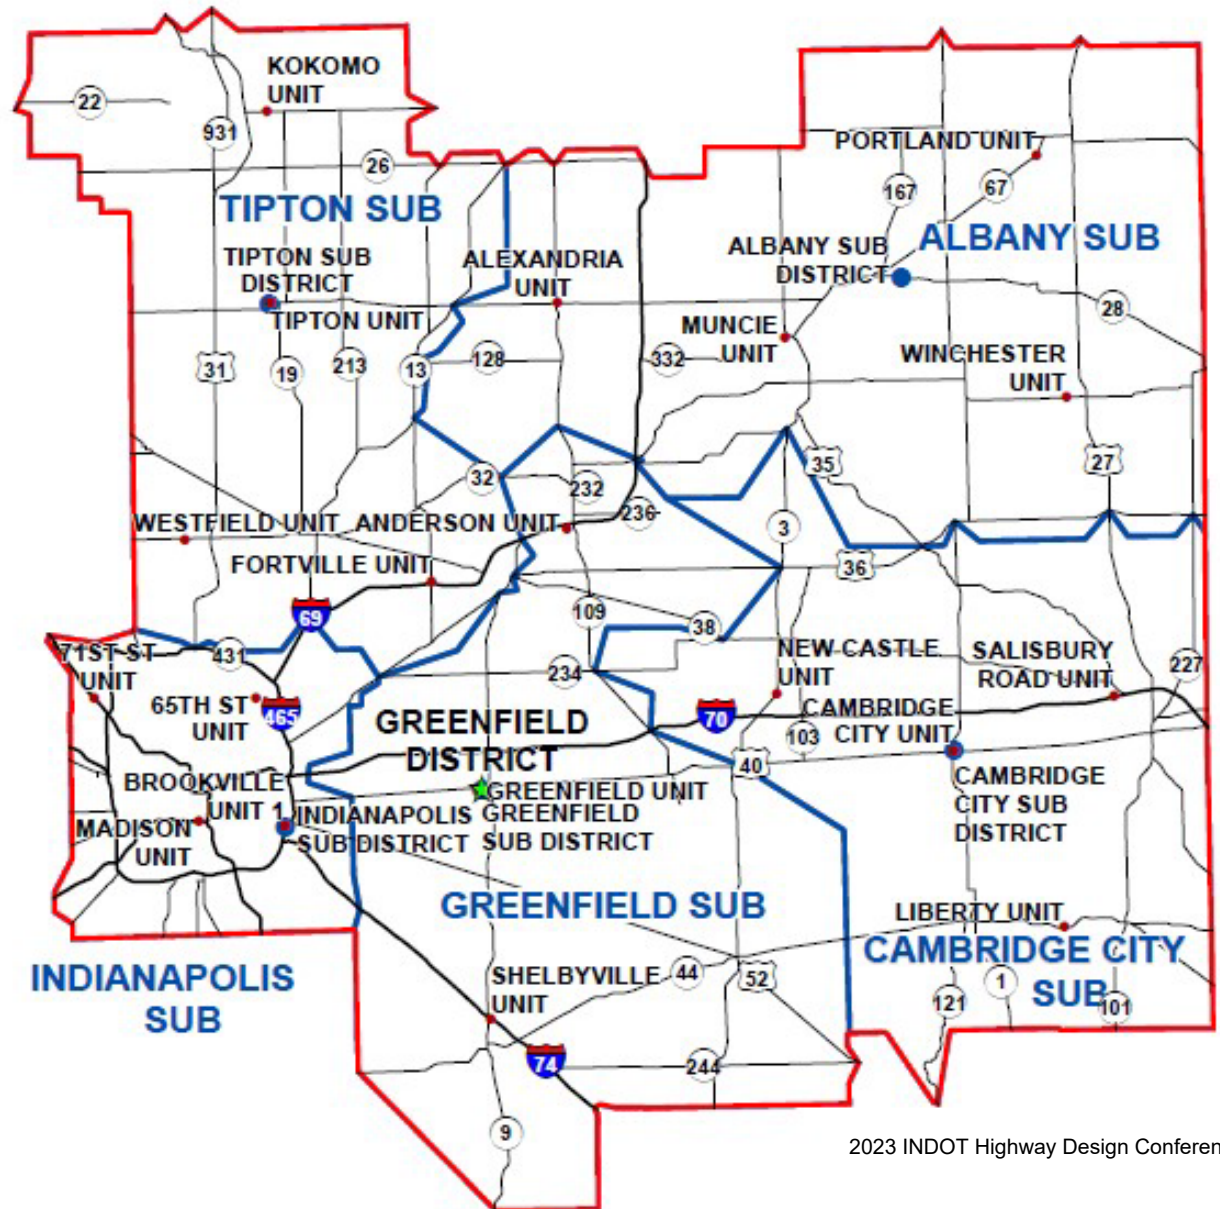 KOKOMO
UNIT
22
931
PORTLAND UNIT
26
167
67
TIPTON SUB
ALBANY SUB
TIPTON SUB
DISTRICT
ALEXANDRIA
UNIT
ALBANY SUB
DISTRICT
28
TIPTON UNIT
MUNCIE
UNIT
WINCHESTER
UNIT
31
19
213
13
128
332
32
232
35
27
236
3
WESTFIELD UNIT
ANDERSON UNIT
FORTVILLE UNIT
36
69
109
38
71ST ST
UNIT
431
234
NEW CASTLE
UNIT
SALISBURY
ROAD UNIT
227
65TH ST
UNIT
465
GREENFIELD
DISTRICT
70
CAMBRIDGE
CITY UNIT
103
40
BROOKVILLE
UNIT 1
GREENFIELD UNIT
CAMBRIDGE
CITY SUB
DISTRICT
MADISON
UNIT
INDIANAPOLIS
SUB DISTRICT
GREENFIELD
SUB DISTRICT
GREENFIELD SUB
LIBERTY UNIT
INDIANAPOLIS
SUB
CAMBRIDGE CITY
SUB
SHELBYVILLE
UNIT
44
52
121
1
101
74
244
9
2023 INDOT Highway Design Conferen